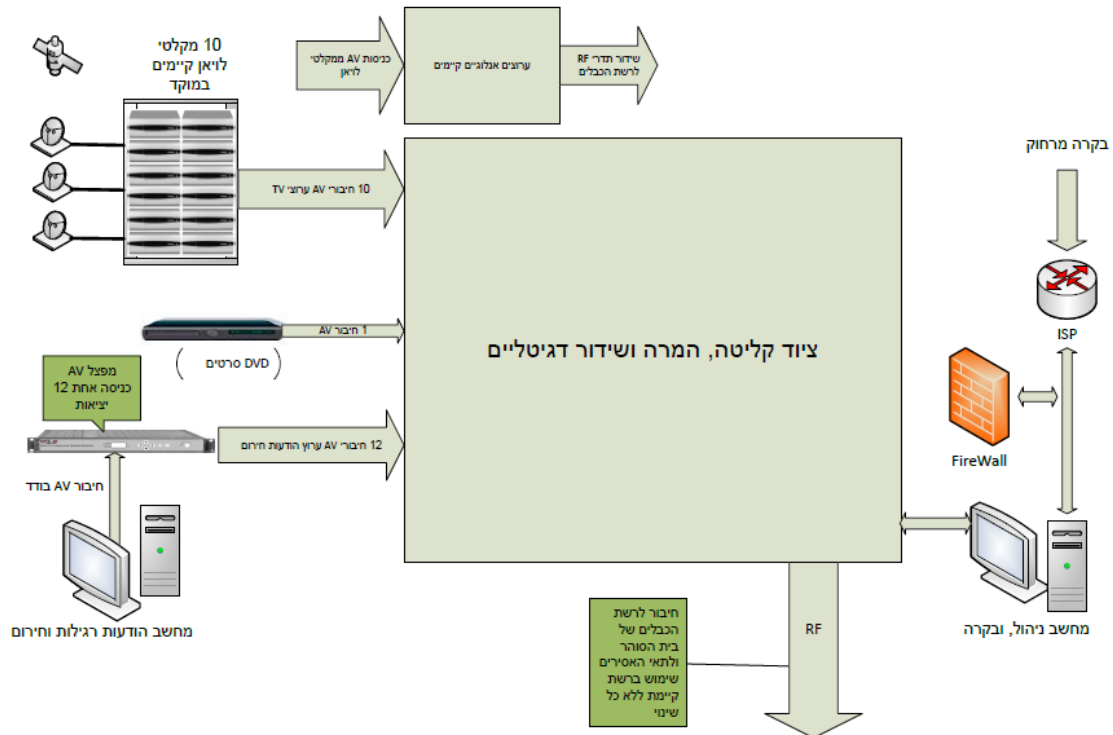 10 מקלטי
לויאן קיימים
במוקד
כניסות AV ממקלטי
לויאן
ערוצים אנלוגיים קיימים
שידור תדרי RF
לרשת הכבלים
בקרה מרחוק
10 חיבורי AV ערוצי TV
ISP
1 חיבור AV
(DVD סרטים)
ציוד קליטה, המרה ושידור דגיטליים
מפצל AV
כניסה אחת 12
יציאות
12 חיבורי AV ערוץ הודעות חירום
FireWall
חיבור AV בודד
מחשב הודעות רגילות וחירום
מחשב ניהול, ובקרה
חיבור לרשת
הכבלים של
בית הסוהר
ולתאי האסירים
שימוש ברשת
קיימת ללא כל
שינוי
RF